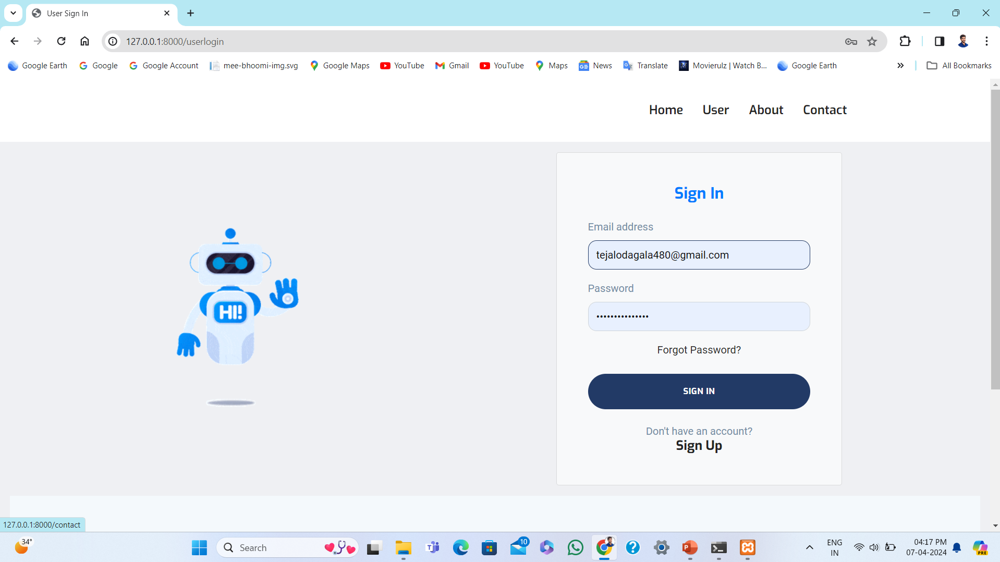 User Sign In
127.0.0.1:8000/userlogin
Google Earth Google Google Account mee-bhoomi-img.svg Google Maps YouTube Gmail YouTube Maps News Translate Movierulz | Watch B... Google Earth All Bookmarks
Home User About Contact
Sign In
Email address
tejalodagala480@gmail.com
Password
HI!
Forgot Password?
SIGN IN
Don't have an account?
Sign Up
127.0.0.1:8000/contact
34°
Search
10
ENG
IN
04:17 PM
07-04-2024
PRE